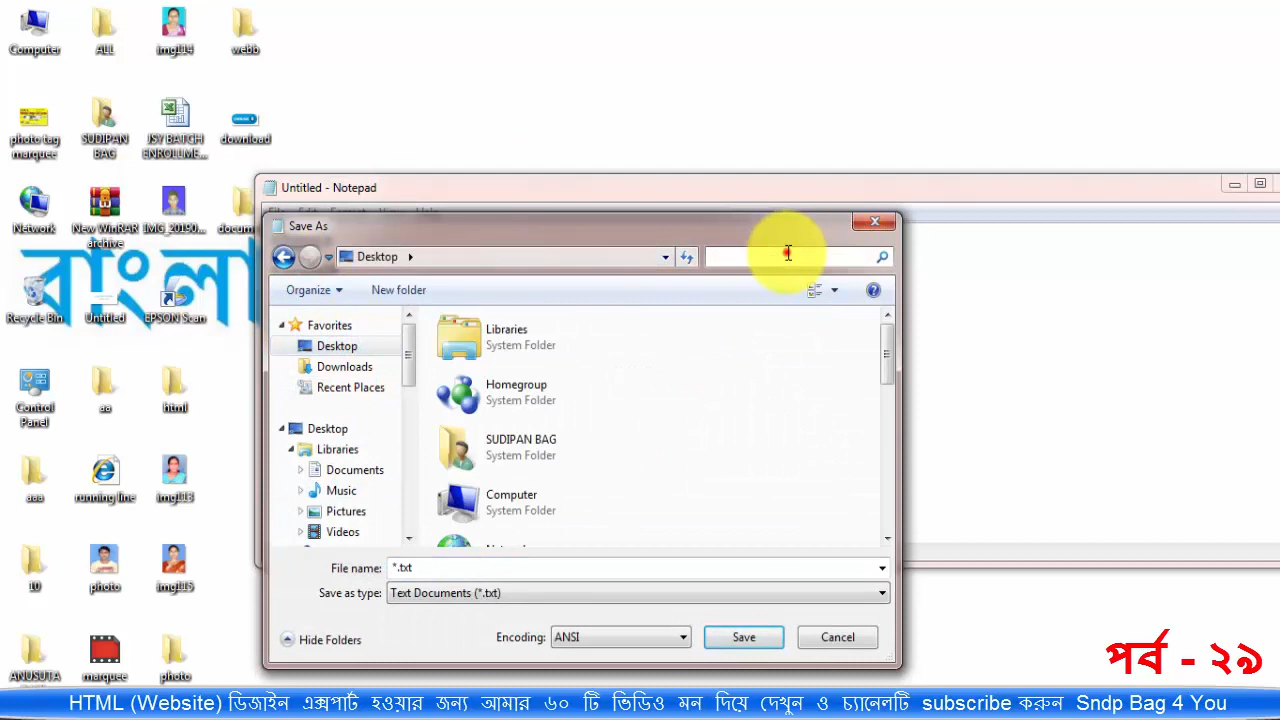 Computer
ALL
img114
webb
photo tag marquee
SUDIPAN BAG
JSY BATCH ENROLLME...
download
Network
New WinRAR archive
IMG_20190...
Untitled - Notepad
Save As
Desktop
Organize
New folder
Favorites
Desktop
Downloads
Recent Places
Desktop
Libraries
Documents
Music
Pictures
Videos
Libraries
System Folder
Homegroup
System Folder
SUDIPAN BAG
System Folder
Computer
System Folder
File name: *.txt
Save as type: Text Documents (*.txt)
Hide Folders
Encoding: ANSI
Save
Cancel
বাংলা
Recycle Bin
Untitled
EPSON Scan
Control Panel
aa
html
aaa
running line
img113
10
photo
img115
ANUSUTA
marquee
photo
পর্ব - ২৯
HTML (Website) ডিজাইন এক্সপার্ট হওয়ার জন্য আমার ৬০ টি ভিডিও মন দিয়ে দেখুন ও চ্যানেলটি subscribe করুন Sndp Bag 4 You